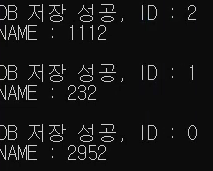 DB 저장 성공, ID : 2
NAME : 1112
DB 저장 성공, ID : 1
NAME : 232
DB 저장 성공, ID : 0
NAME : 2952